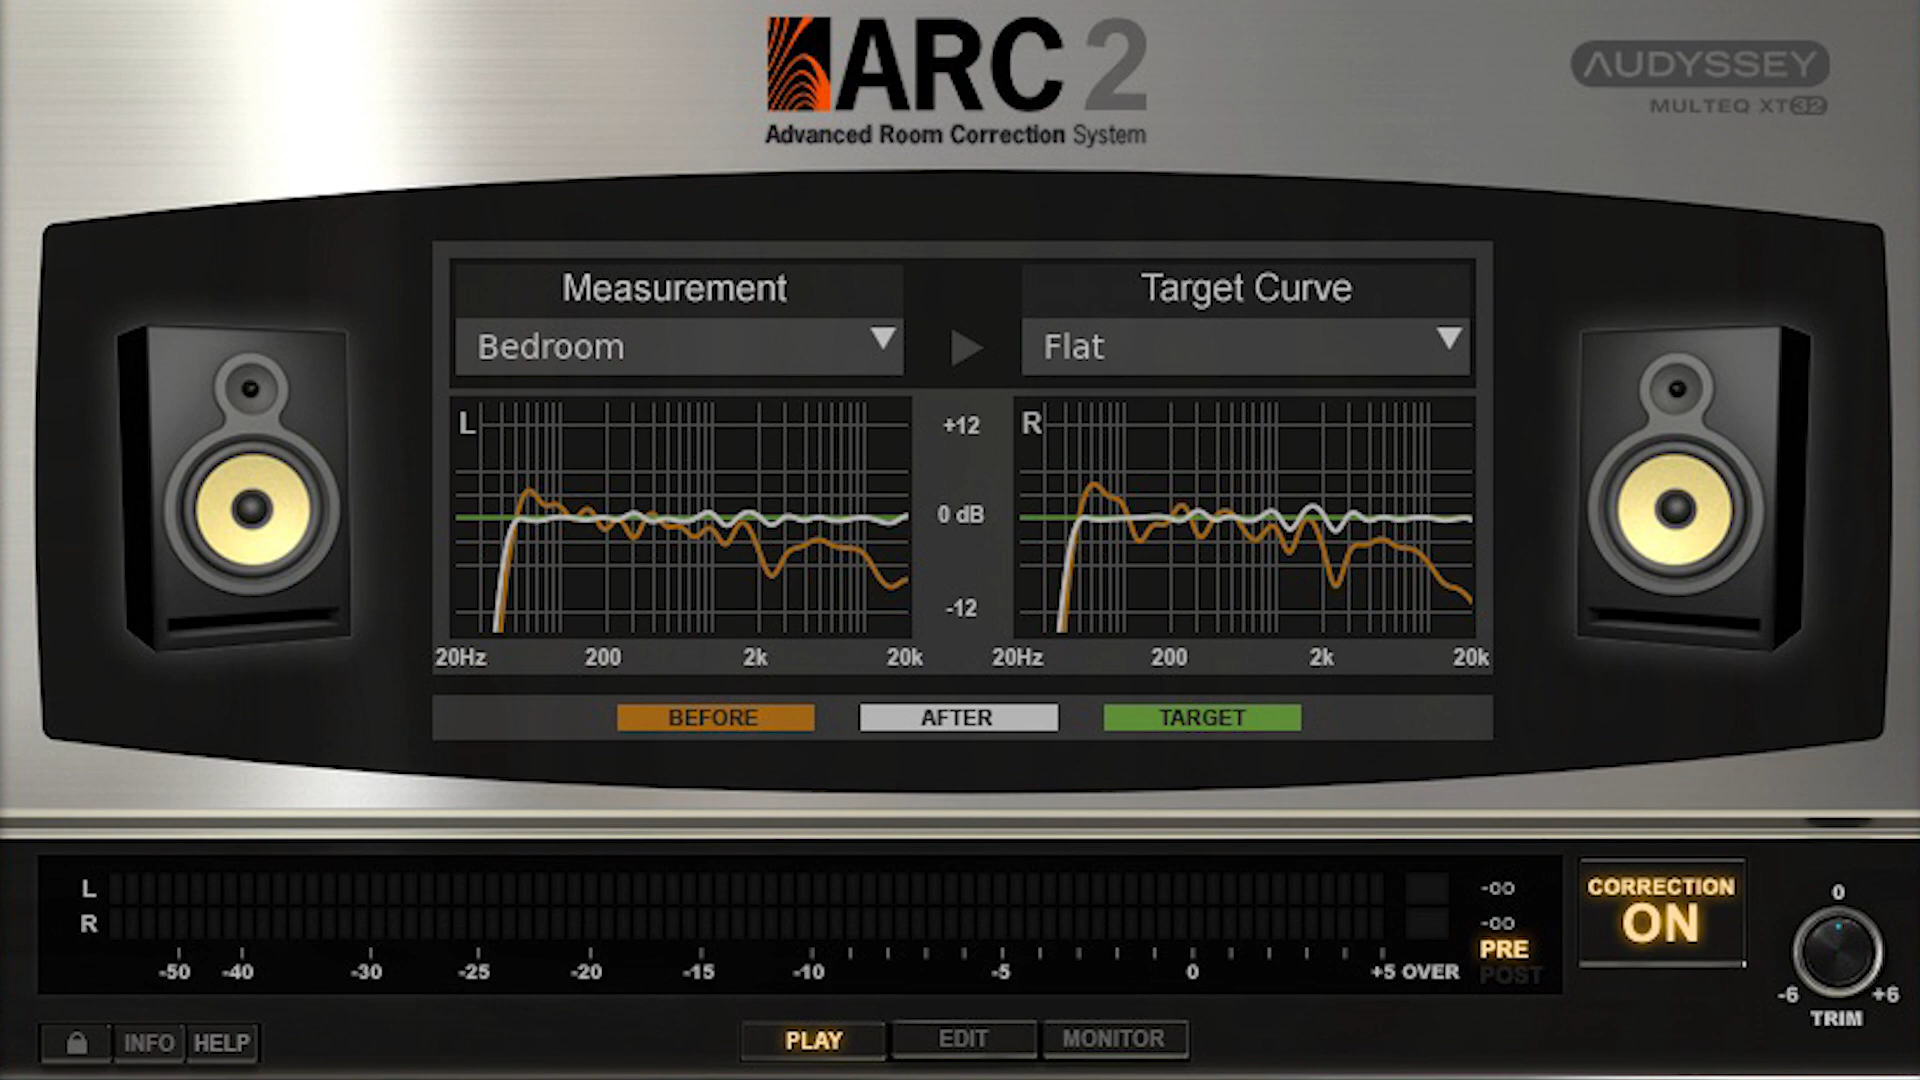 ARC 2
Advanced Room Correction System
AUDYSSEY
MULTEQ XT32
Measurement
Target Curve
Bedroom
Flat
L
+12
R
0 dB
-12
20Hz 200 2k 20k
20Hz 200 2k 20k
BEFORE AFTER TARGET
L
R
-∞
-∞
PRE
POST
-50 -40 -30 -25 -20 -15 -10 -5 0 +5 OVER
CORRECTION
ON
0
-6 +6
TRIM
INFO HELP
PLAY EDIT MONITOR